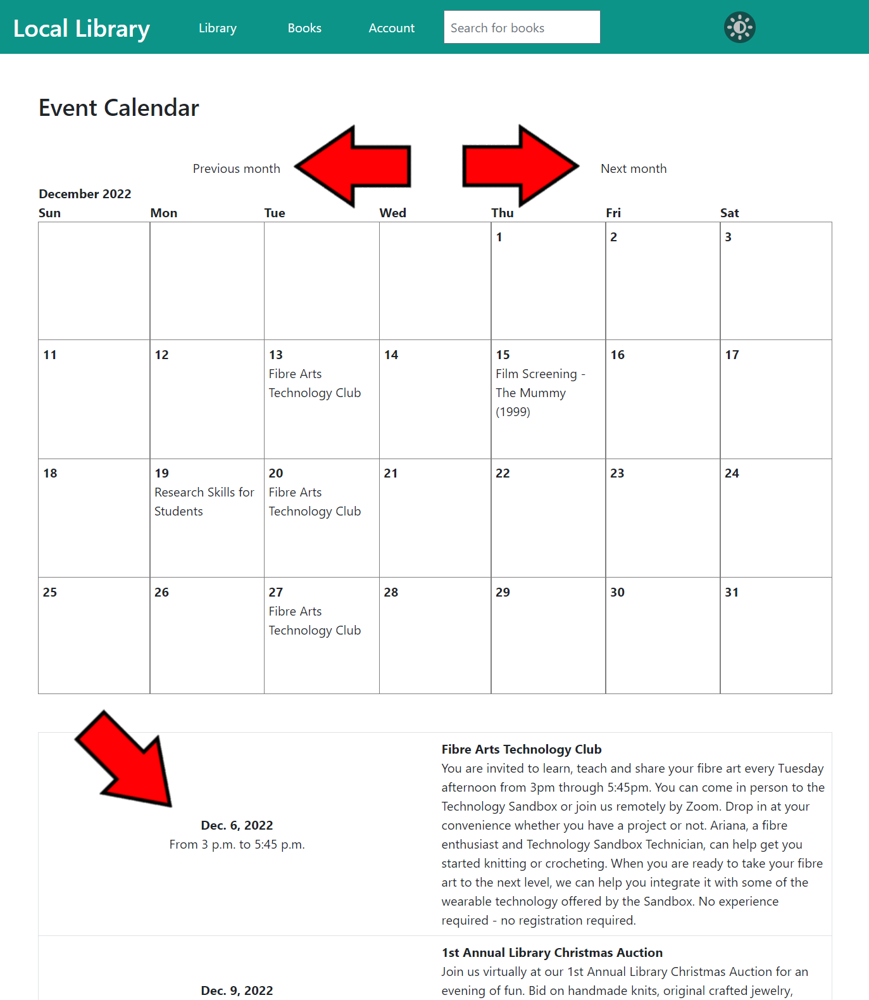 Local Library
Library Books Account Search for books
Event Calendar
Previous month Next month
December 2022
Sun Mon Tue Wed Thu Fri Sat
1 2 3
11 12 13 14 15 16 17
Fibre Arts
Technology Club
Film Screening -
The Mummy
(1999)
18 19 20 21 22 23 24
Research Skills for
Students
Fibre Arts
Technology Club
25 26 27 28 29 30 31
Fibre Arts
Technology Club
Dec. 6, 2022
From 3 p.m. to 5:45 p.m.
Fibre Arts Technology Club
You are invited to learn, teach and share your fibre art every Tuesday
afternoon from 3pm through 5:45pm. You can come in person to the
Technology Sandbox or join us remotely by Zoom. Drop in at your
convenience whether you have a project or not. Ariana, a fibre
enthusiast and Technology Sandbox Technician, can help get you
started knitting or crocheting. When you are ready to take your fibre
art to the next level, we can help you integrate it with some of the
wearable technology offered by the Sandbox. No experience
required - no registration required.
Dec. 9, 2022
1st Annual Library Christmas Auction
Join us virtually at our 1st Annual Library Christmas Auction for an
evening of fun. Bid on handmade knits, original crafted jewelry,